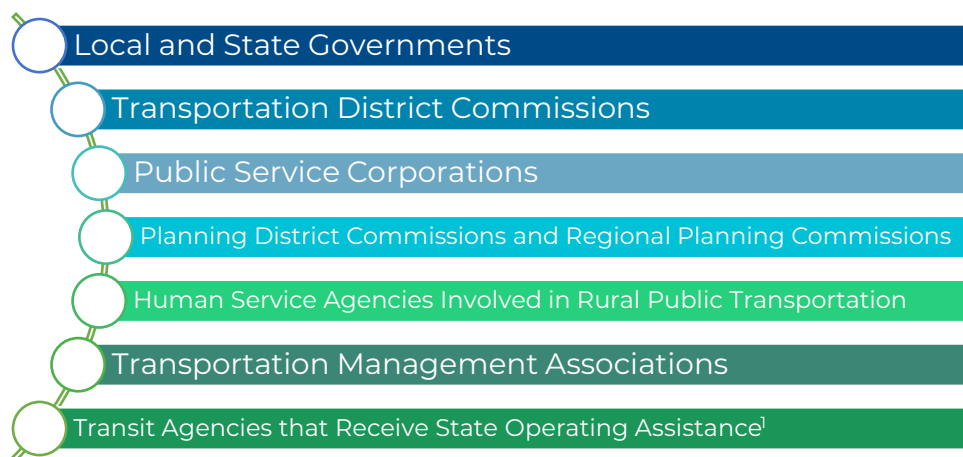 Local and State Governments
Transportation District Commissions
Public Service Corporations
Planning District Commissions and Regional Planning Commissions
Human Service Agencies Involved in Rural Public Transportation
Transportation Management Associations
Transit Agencies that Receive State Operating Assistance¹